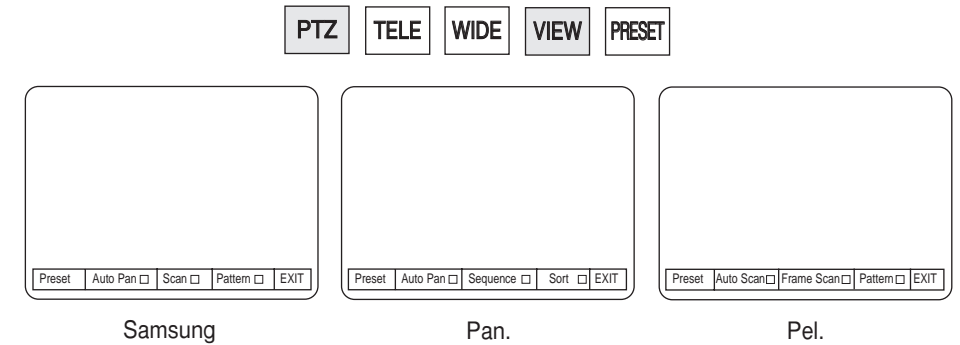 PTZ TELE WIDE VIEW PRESET
Preset Auto Pan □ Scan □ Pattern □ EXIT
Preset Auto Pan □ Sequence □ Sort □ EXIT
Preset Auto Scan □ Frame Scan □ Pattern □ EXIT
Samsung Pan. Pel.